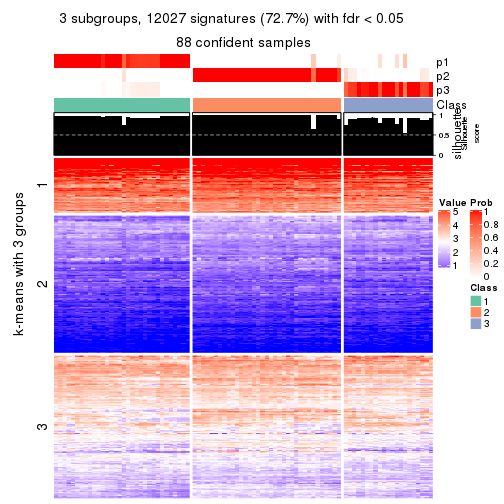 3 subgroups, 12027 signatures (72.7%) with fdr < 0.05
88 confident samples
p1
p2
p3
Class
1
0.5
0
silhouette
Silhouette
score
k-means with 3 groups
1
2
3
Value
5
4
3
2
1
Prob
1
0.8
0.6
0.4
0.2
0
Class
1
2
3